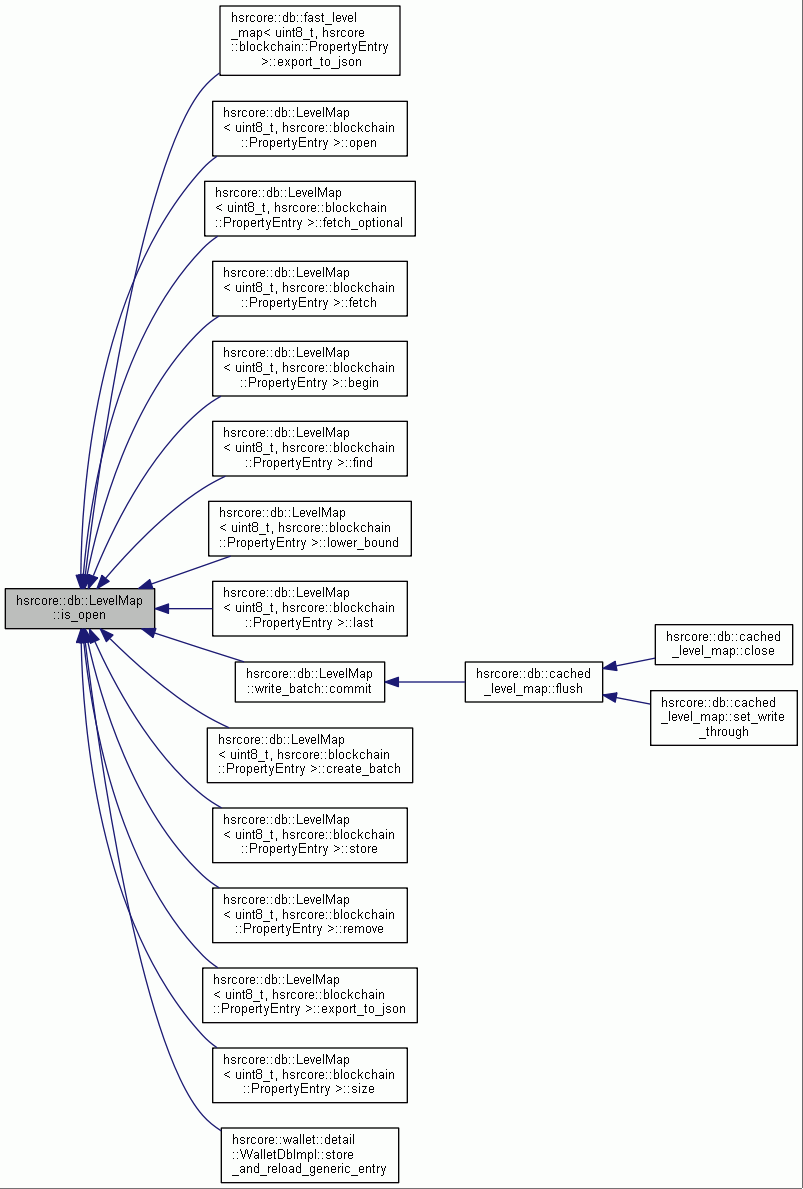 hsrcore::db::fast_level
_map< uint8_t, hsrcore
::blockchain::PropertyEntry
>::export_to_json
hsrcore::db::LevelMap
< uint8_t, hsrcore::blockchain
::PropertyEntry >::open
hsrcore::db::LevelMap
< uint8_t, hsrcore::blockchain
::PropertyEntry >::fetch_optional
hsrcore::db::LevelMap
< uint8_t, hsrcore::blockchain
::PropertyEntry >::fetch
hsrcore::db::LevelMap
< uint8_t, hsrcore::blockchain
::PropertyEntry >::begin
hsrcore::db::LevelMap
< uint8_t, hsrcore::blockchain
::PropertyEntry >::find
hsrcore::db::LevelMap
< uint8_t, hsrcore::blockchain
::PropertyEntry >::lower_bound
hsrcore::db::LevelMap
::is_open
hsrcore::db::LevelMap
< uint8_t, hsrcore::blockchain
::PropertyEntry >::last
hsrcore::db::LevelMap
::write_batch::commit
hsrcore::db::cached
_level_map::flush
hsrcore::db::cached
_level_map::close
hsrcore::db::cached
_level_map::set_write
_through
hsrcore::db::LevelMap
< uint8_t, hsrcore::blockchain
::PropertyEntry >::create_batch
hsrcore::db::LevelMap
< uint8_t, hsrcore::blockchain
::PropertyEntry >::store
hsrcore::db::LevelMap
< uint8_t, hsrcore::blockchain
::PropertyEntry >::remove
hsrcore::db::LevelMap
< uint8_t, hsrcore::blockchain
::PropertyEntry >::export_to_json
hsrcore::db::LevelMap
< uint8_t, hsrcore::blockchain
::PropertyEntry >::size
hsrcore::wallet::detail
::WalletDbImpl::store
_and_reload_generic_entry